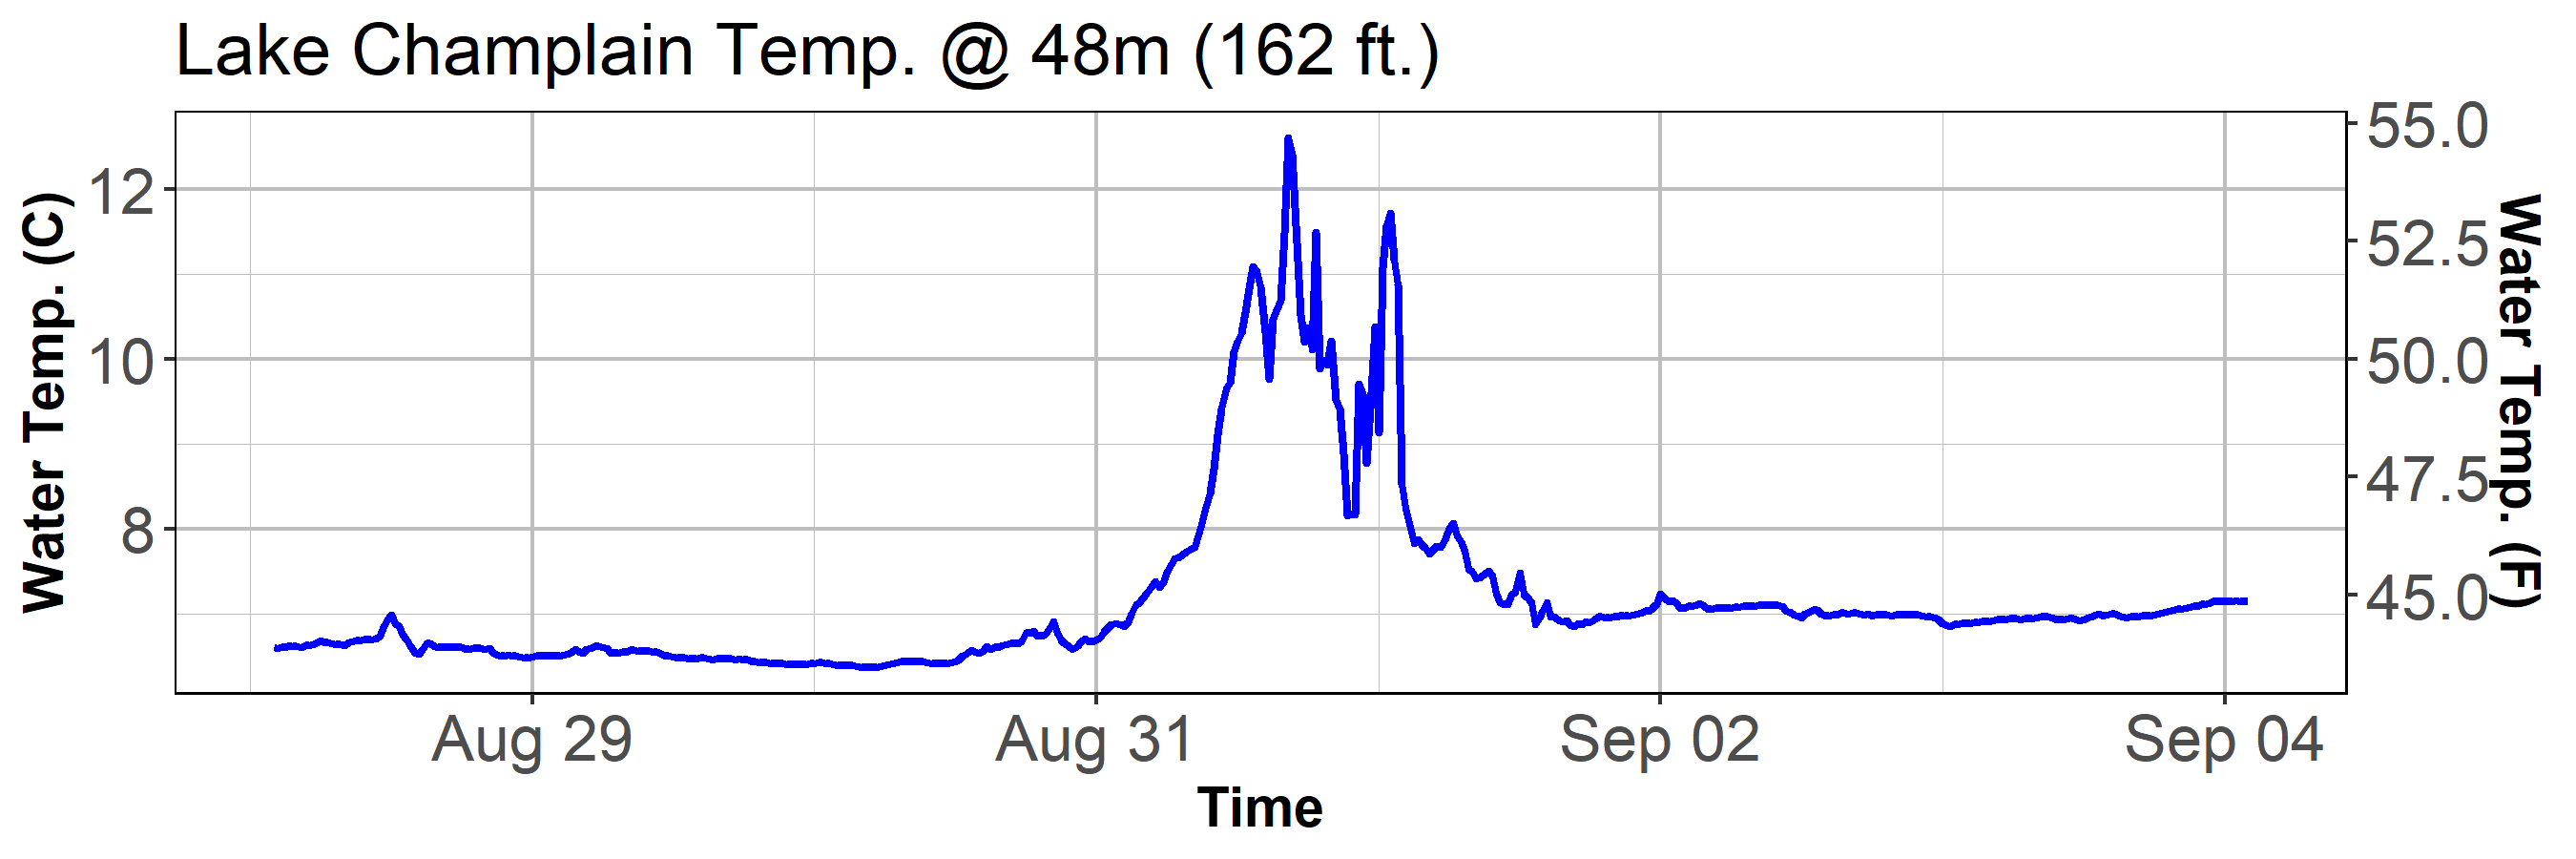 Lake Champlain Temp. @ 48m (162 ft.)
Water Temp. (C)
12
10
8
55.0
52.5
50.0
47.5
45.0
Water Temp. (F)
Aug 29
Aug 31
Sep 02
Sep 04
Time